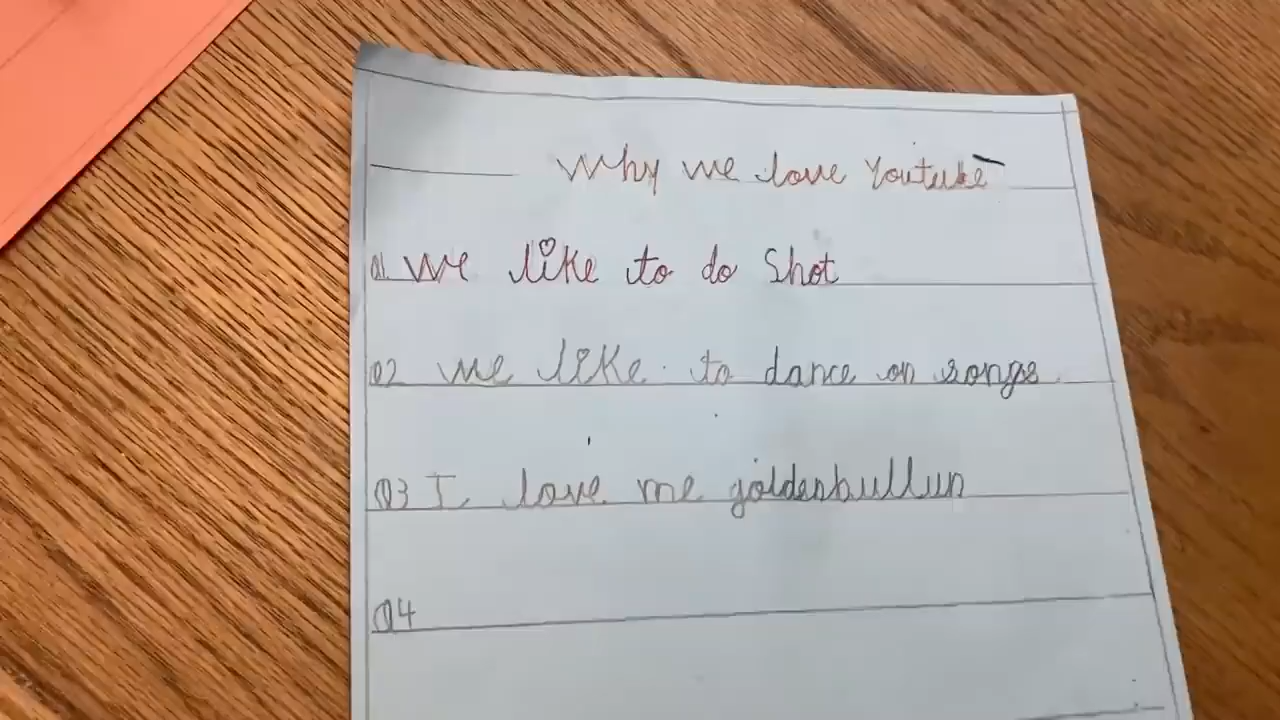 Why we love Youtube
01 we like to do Shot
02 we like to dance on songs
03 I love me goldenbullun
04